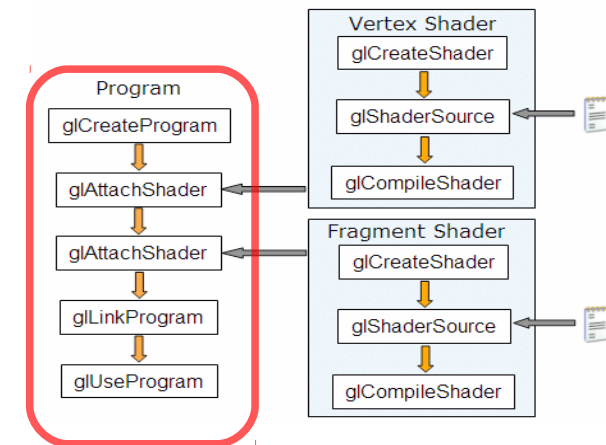 Program
glCreateProgram
glAttachShader
glAttachShader
glLinkProgram
glUseProgram
Vertex Shader
glCreateShader
glShaderSource
glCompileShader
Fragment Shader
glCreateShader
glShaderSource
glCompileShader